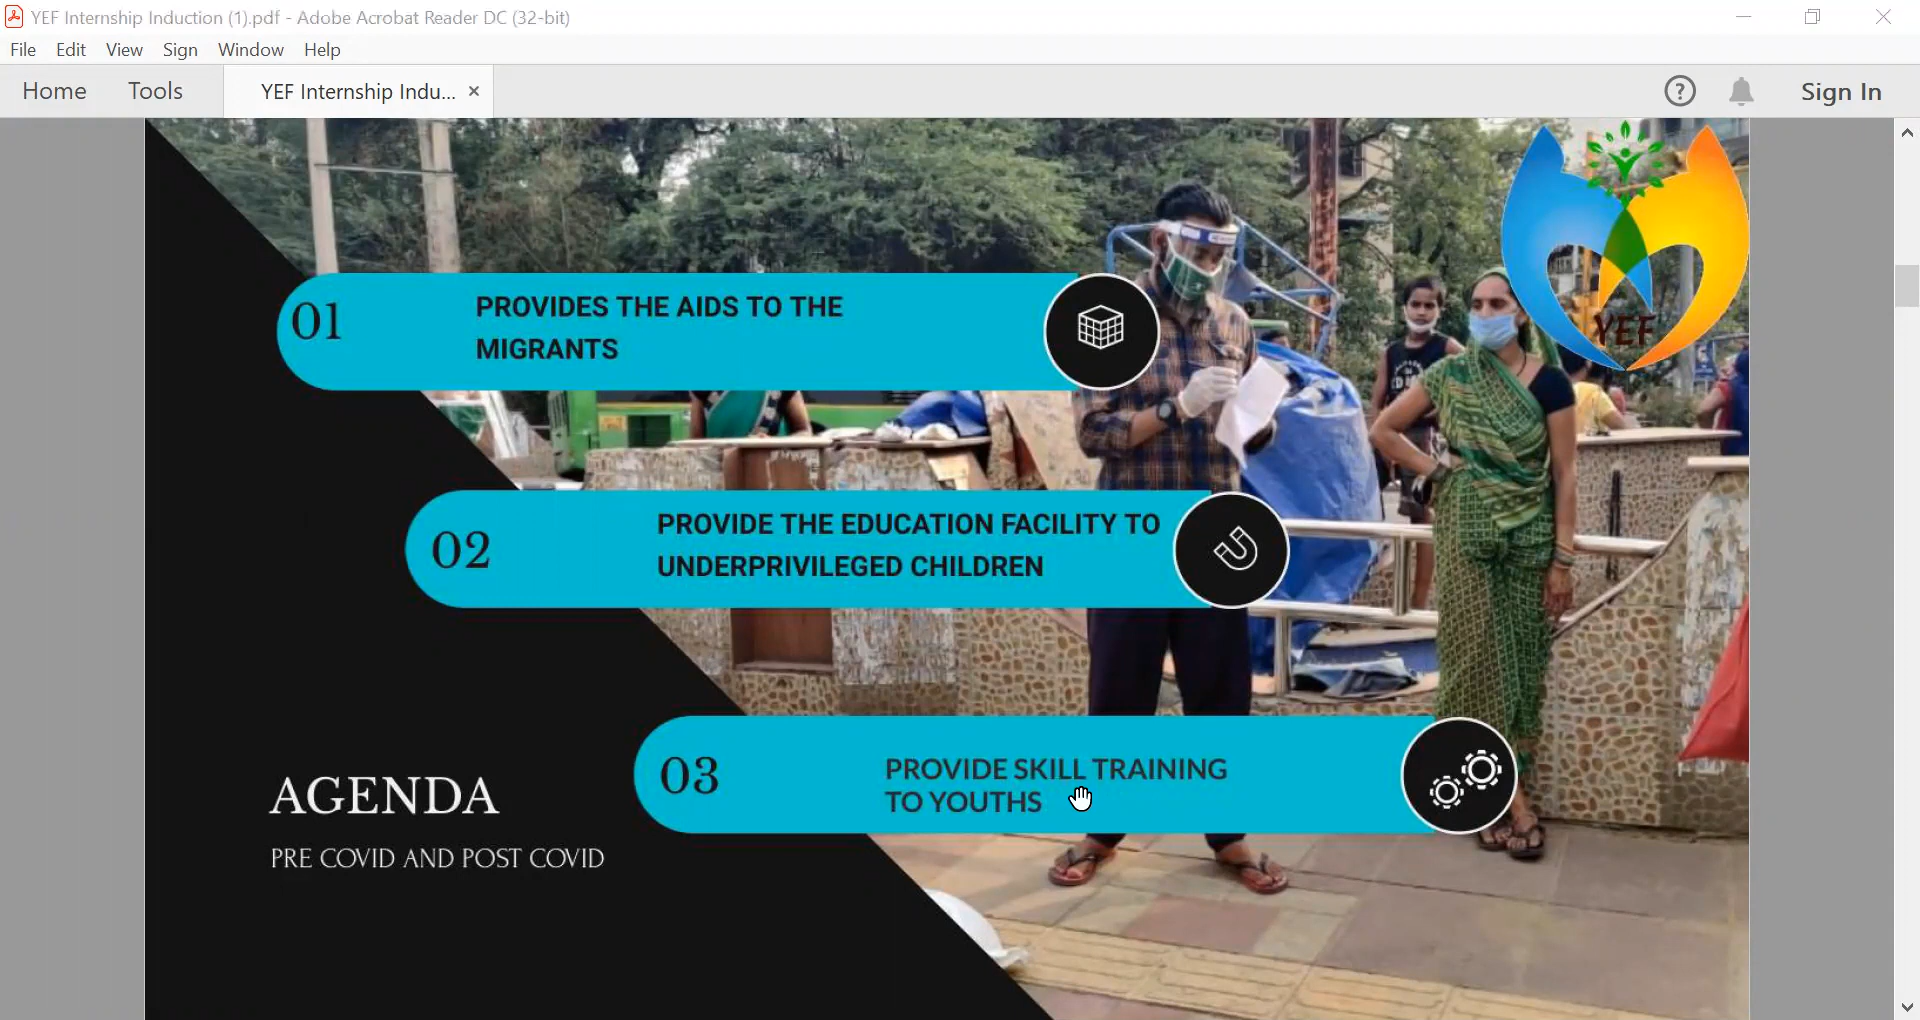 YEF Internship Induction (1).pdf - Adobe Acrobat Reader DC (32-bit)
File Edit View Sign Window Help
Home Tools YEF Internship Indu... × ? Sign In
YEF
01 PROVIDES THE AIDS TO THE
MIGRANTS
02 PROVIDE THE EDUCATION FACILITY TO
UNDERPRIVILEGED CHILDREN
03 PROVIDE SKILL TRAINING
TO YOUTHS
AGENDA
PRE COVID AND POST COVID